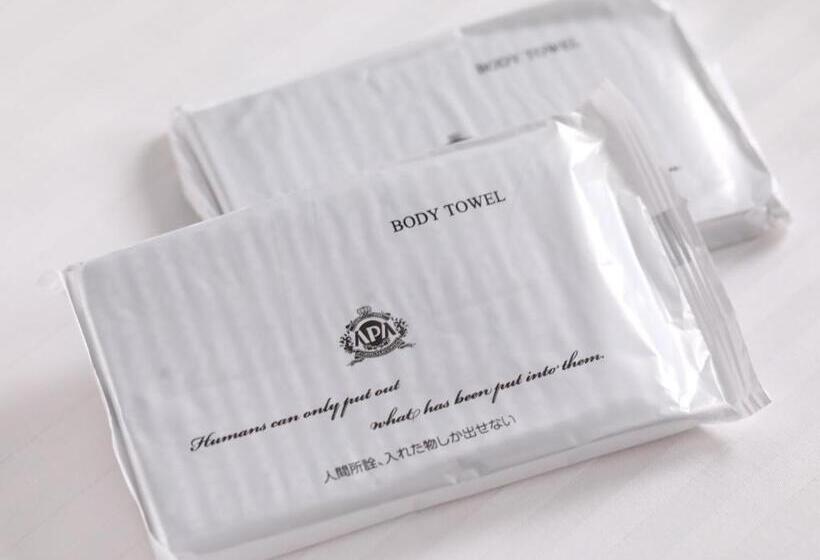 BODY TOWEL
BODY TOWEL
APA
Humans can only put out
what has been put into them.
人間所詮、入れた物しか出せない